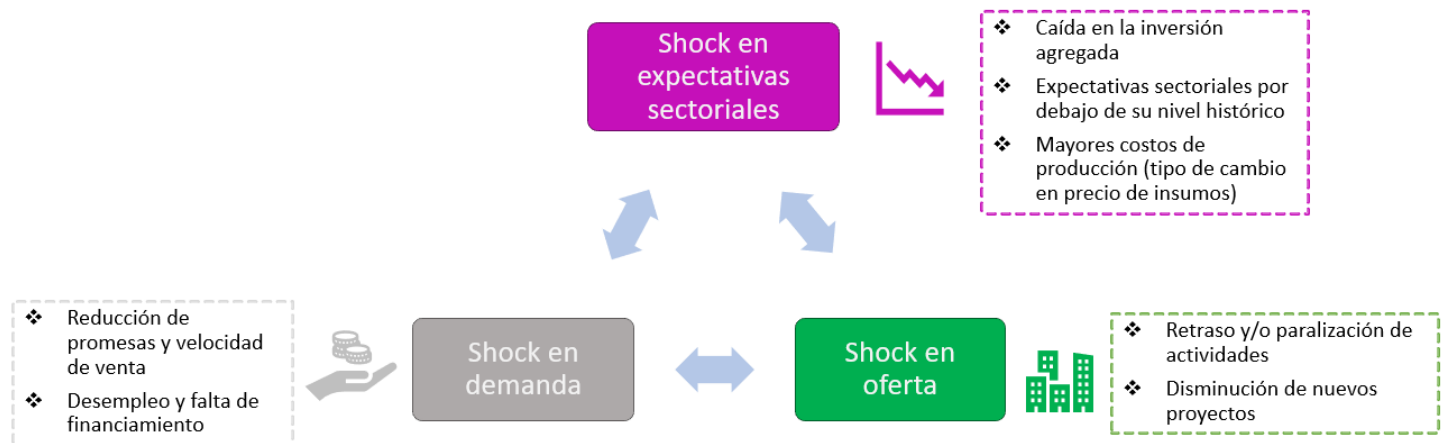 Shock en
expectativas
sectoriales
❖ Caída en la inversión
agregada
❖ Expectativas sectoriales por
debajo de su nivel histórico
❖ Mayores costos de
producción (tipo de cambio
en precio de insumos)
❖ Reducción de
promesas y velocidad
de venta
❖ Desempleo y falta de
financiamiento
Shock en
demanda
Shock en
oferta
❖ Retraso y/o paralización de
actividades
❖ Disminución de nuevos
proyectos